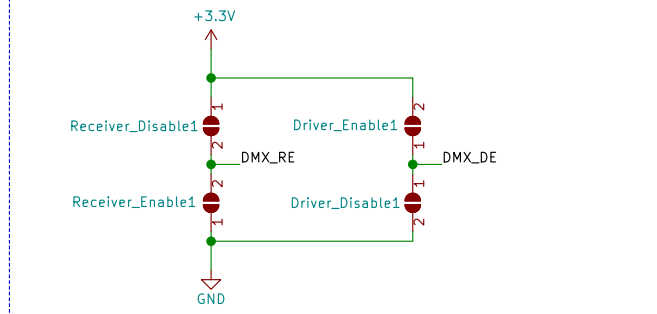 +3.3V
1
2
Receiver_Disable1
Driver_Enable1
2
1
DMX_RE
DMX_DE
2
1
Receiver_Enable1
Driver_Disable1
1
2
GND